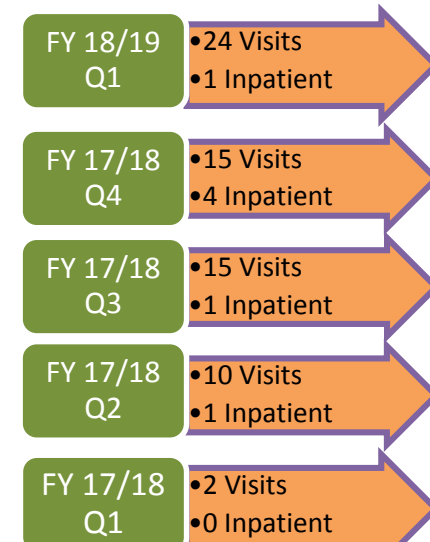 FY 18/19
Q1
•24 Visits
•1 Inpatient
FY 17/18
Q4
•15 Visits
•4 Inpatient
FY 17/18
Q3
•15 Visits
•1 Inpatient
FY 17/18
Q2
•10 Visits
•1 Inpatient
FY 17/18
Q1
•2 Visits
•0 Inpatient